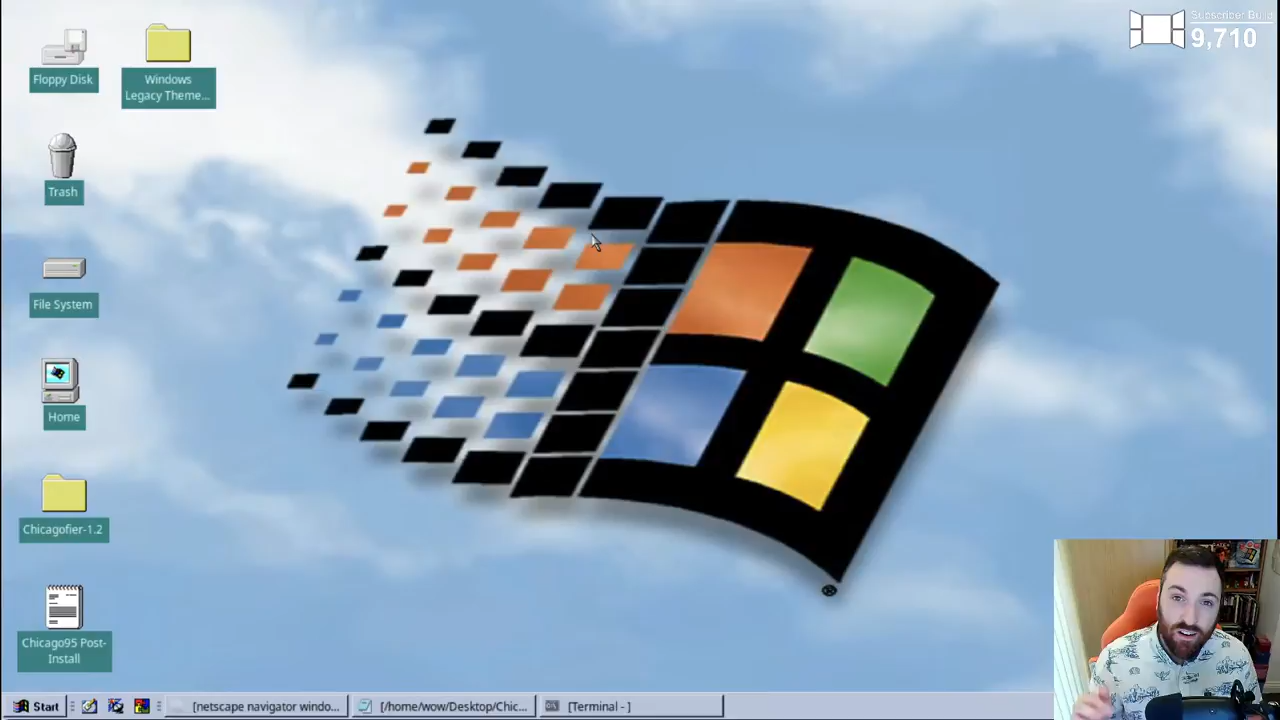 Subscriber Build
9,710
Floppy Disk
Windows
Legacy Theme...
Trash
File System
Home
Chicagofier-1.2
Chicago95 Post-
Install
Start
[netscape navigator windo...
[/home/wow/Desktop/Chic...
[Terminal - ]